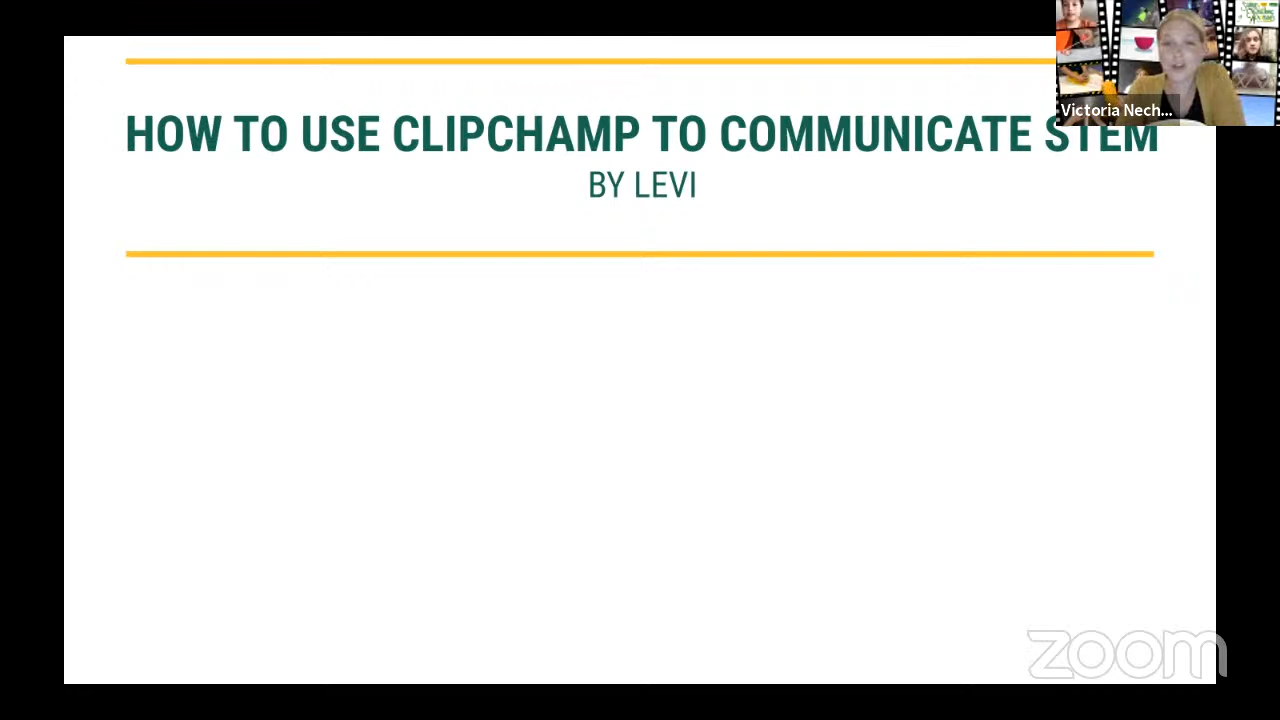 HOW TO USE CLIPCHAMP TO COMMUNICATE STEM
BY LEVI
Victoria Nech...
zoom